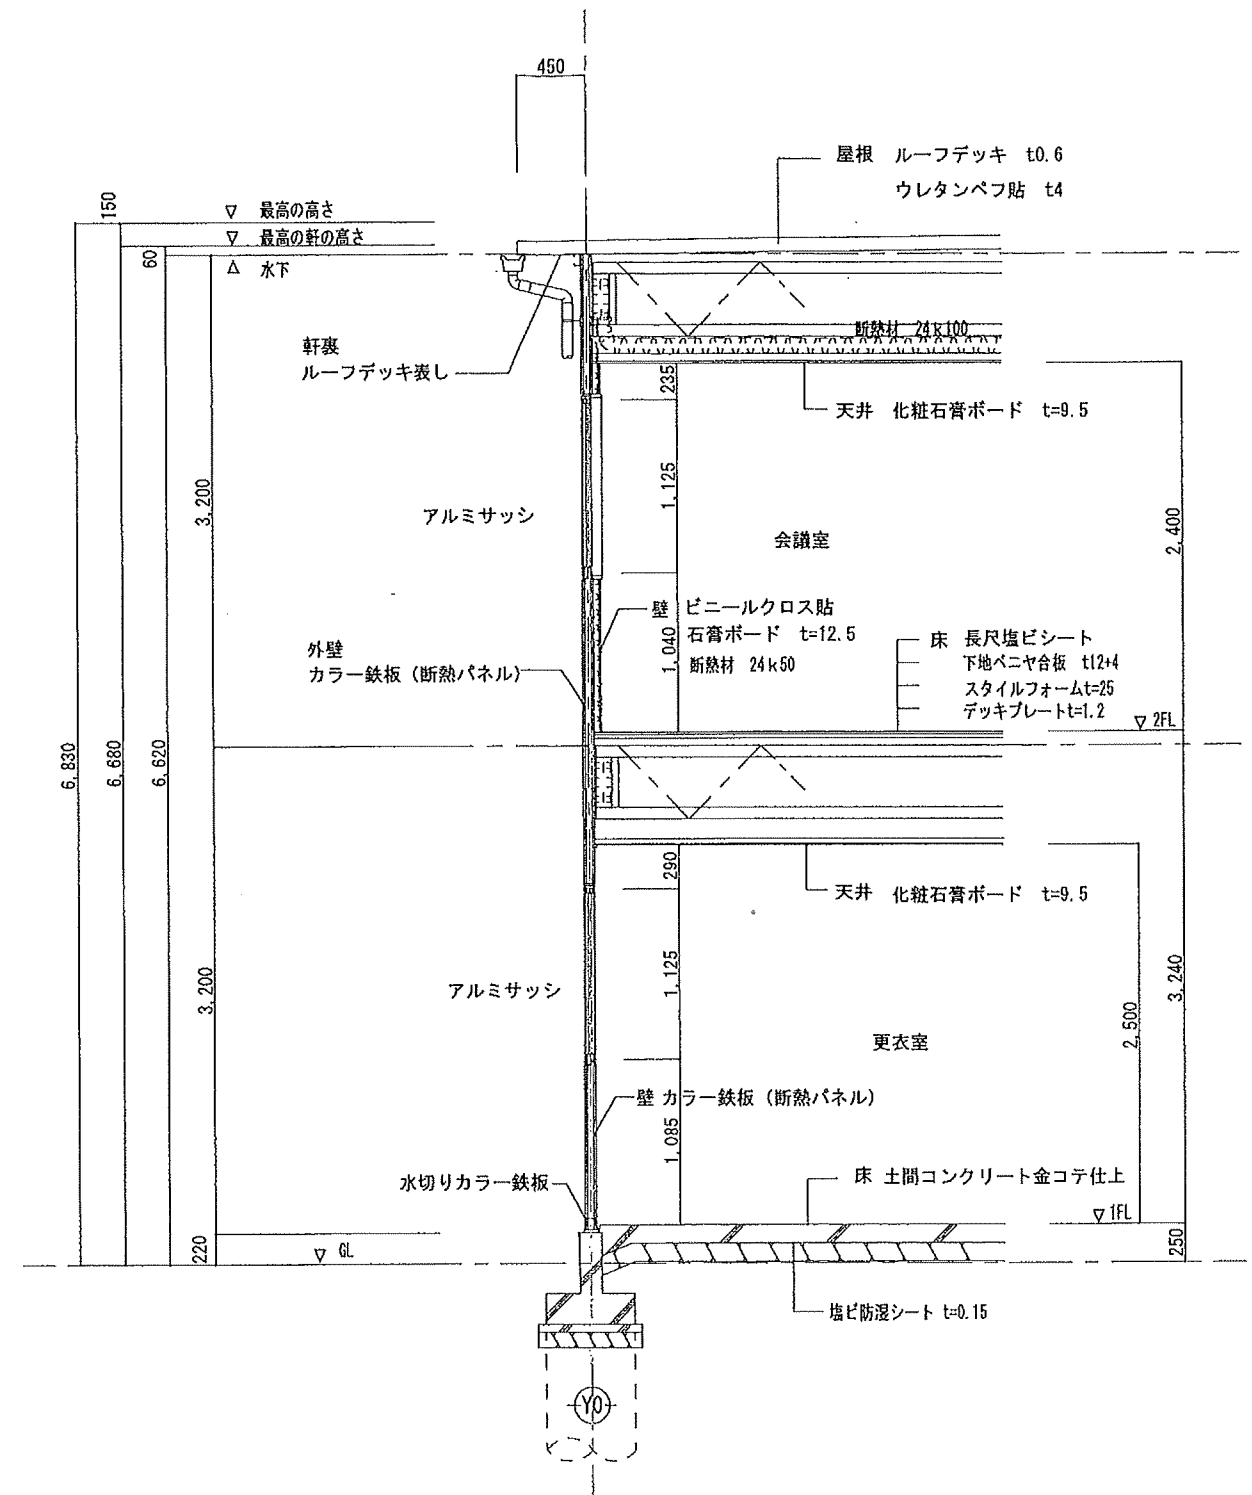 450
屋根 ルーフデッキ t0.6
ウレタンペフ貼 t4
150
▽ 最高の高さ
▽ 最高の軒の高さ
60
△ 水下
断熱材 24k100
軒裏
ルーフデッキ表し
235
天井 化粧石膏ボード t=9.5
3,200
1,125
アルミサッシ
2,400
会議室
壁 ビニールクロス貼
石膏ボード t=12.5
断熱材 24k50
1,040
床 長尺塩ビシート
下地ベニヤ合板 t12+4
スタイルフォームt=25
デッキプレートt=1.2
外壁
カラー鉄板(断熱パネル)
▽ 2FL
6,830
6,680
6,620
290
天井 化粧石膏ボード t=9.5
3,200
1,125
アルミサッシ
3,240
2,500
更衣室
壁 カラー鉄板(断熱パネル)
1,085
水切りカラー鉄板
床 土間コンクリート金コテ仕上
▽1FL
220
▽ GL
250
塩ビ防湿シート t=0.15
Y0